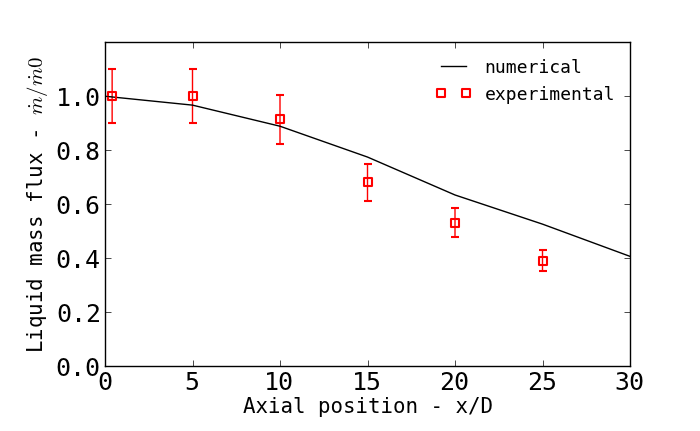 numerical
experimental
Liquid mass flux - ṁ/ṁ0
1.0
0.8
0.6
0.4
0.2
0.0
0 5 10 15 20 25 30
Axial position - x/D